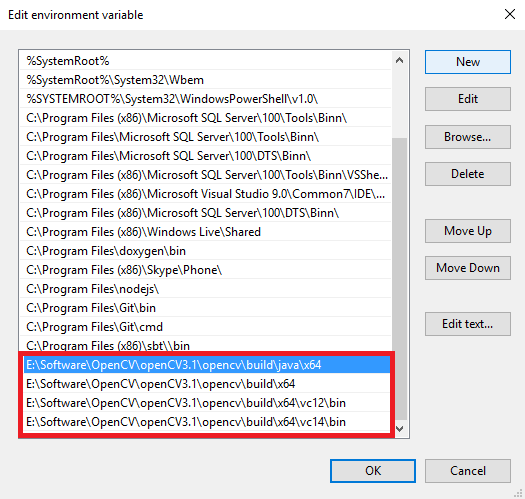 Edit environment variable
%SystemRoot%
%SystemRoot%\System32\Wbem
%SYSTEMROOT%\System32\WindowsPowerShell\v1.0\
C:\Program Files (x86)\Microsoft SQL Server\100\Tools\Binn\
C:\Program Files\Microsoft SQL Server\100\Tools\Binn\
C:\Program Files\Microsoft SQL Server\100\DTS\Binn\
C:\Program Files (x86)\Microsoft SQL Server\100\Tools\Binn\VSShe...
C:\Program Files (x86)\Microsoft Visual Studio 9.0\Common7\IDE\...
C:\Program Files (x86)\Microsoft SQL Server\100\DTS\Binn\
C:\Program Files (x86)\Windows Live\Shared
C:\Program Files\doxygen\bin
C:\Program Files (x86)\Skype\Phone\
C:\Program Files\nodejs\
C:\Program Files\Git\bin
C:\Program Files\Git\cmd
C:\Program Files (x86)\sbt\\bin
E:\Software\OpenCV\openCV3.1\opencv\build\java\x64
E:\Software\OpenCV\openCV3.1\opencv\build\x64
E:\Software\OpenCV\openCV3.1\opencv\build\x64\vc12\bin
E:\Software\OpenCV\openCV3.1\opencv\build\x64\vc14\bin
New
Edit
Browse...
Delete
Move Up
Move Down
Edit text...
OK
Cancel